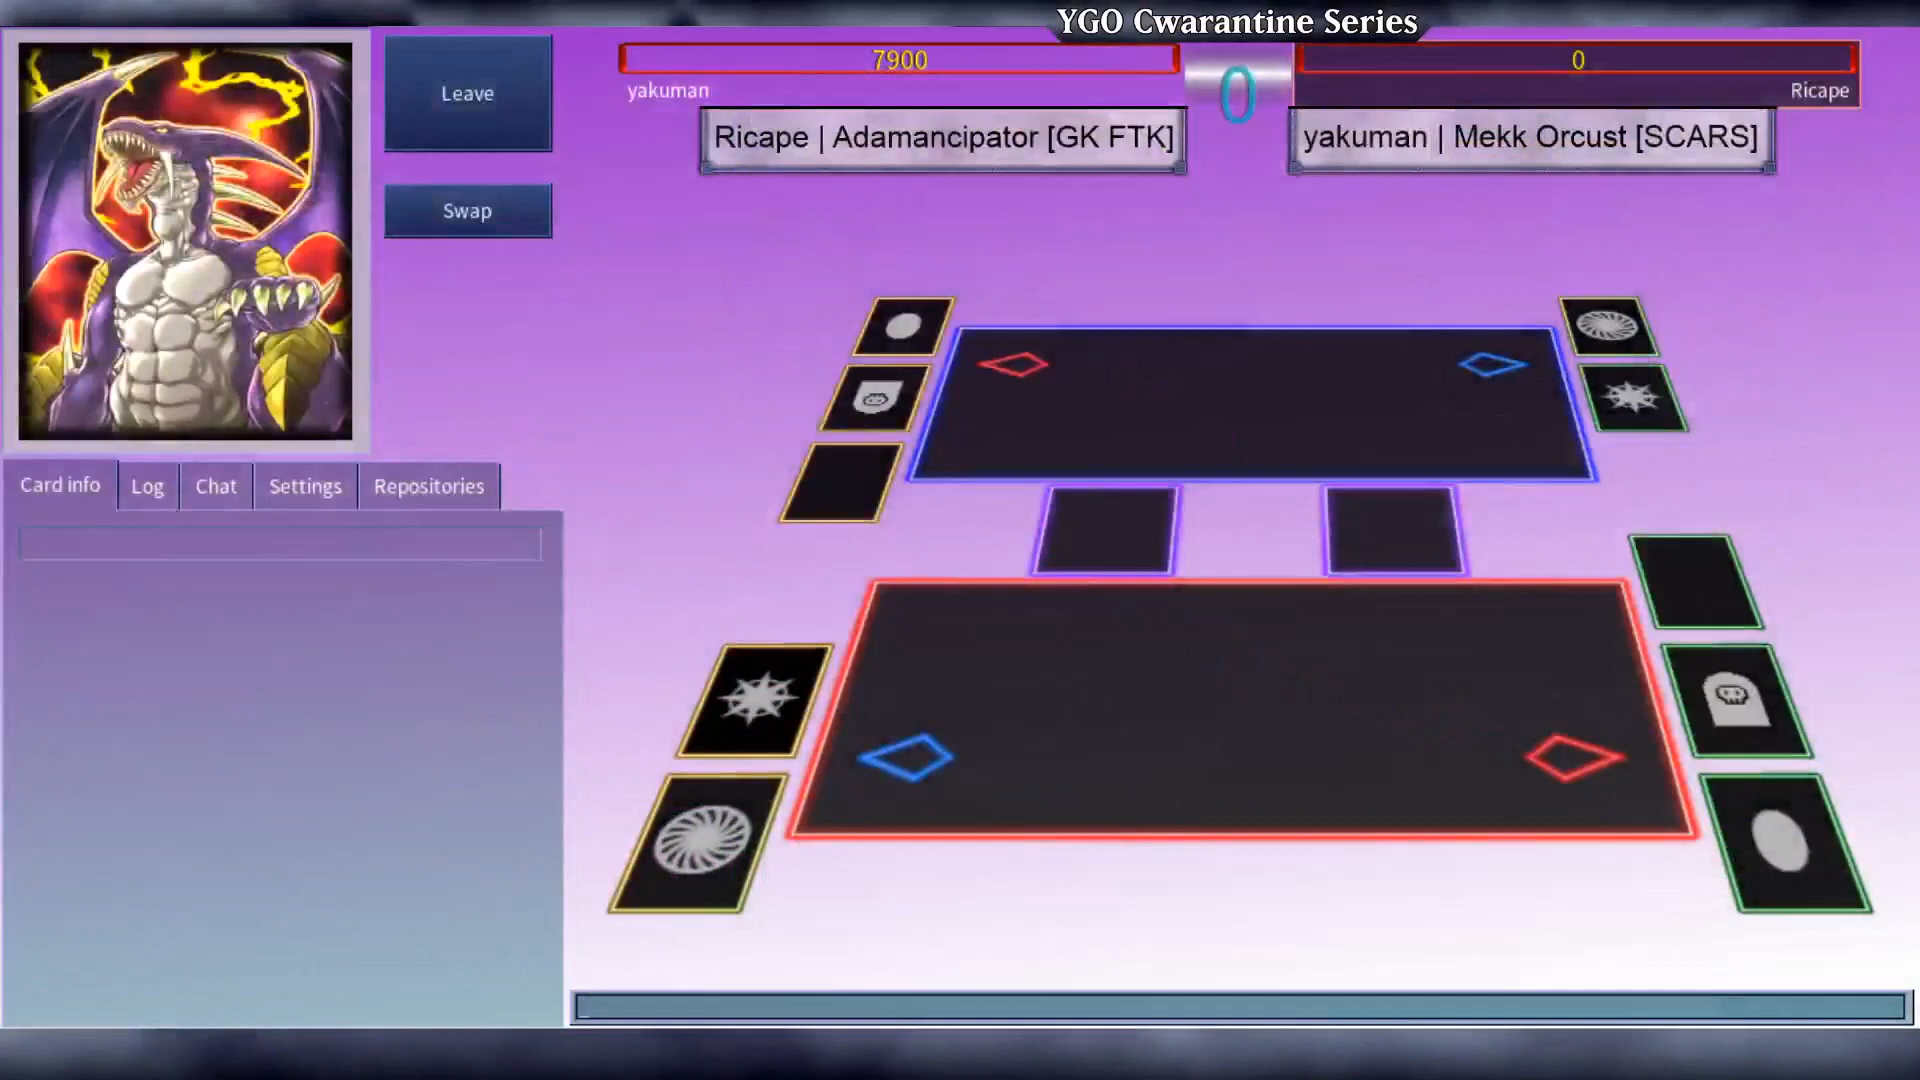 YGO Cwarantine Series
7900
0
yakuman
0
Ricape
Leave
Ricape | Adamancipator [GK FTK]
yakuman | Mekk Orcust [SCARS]
Swap
Card info
Log
Chat
Settings
Repositories